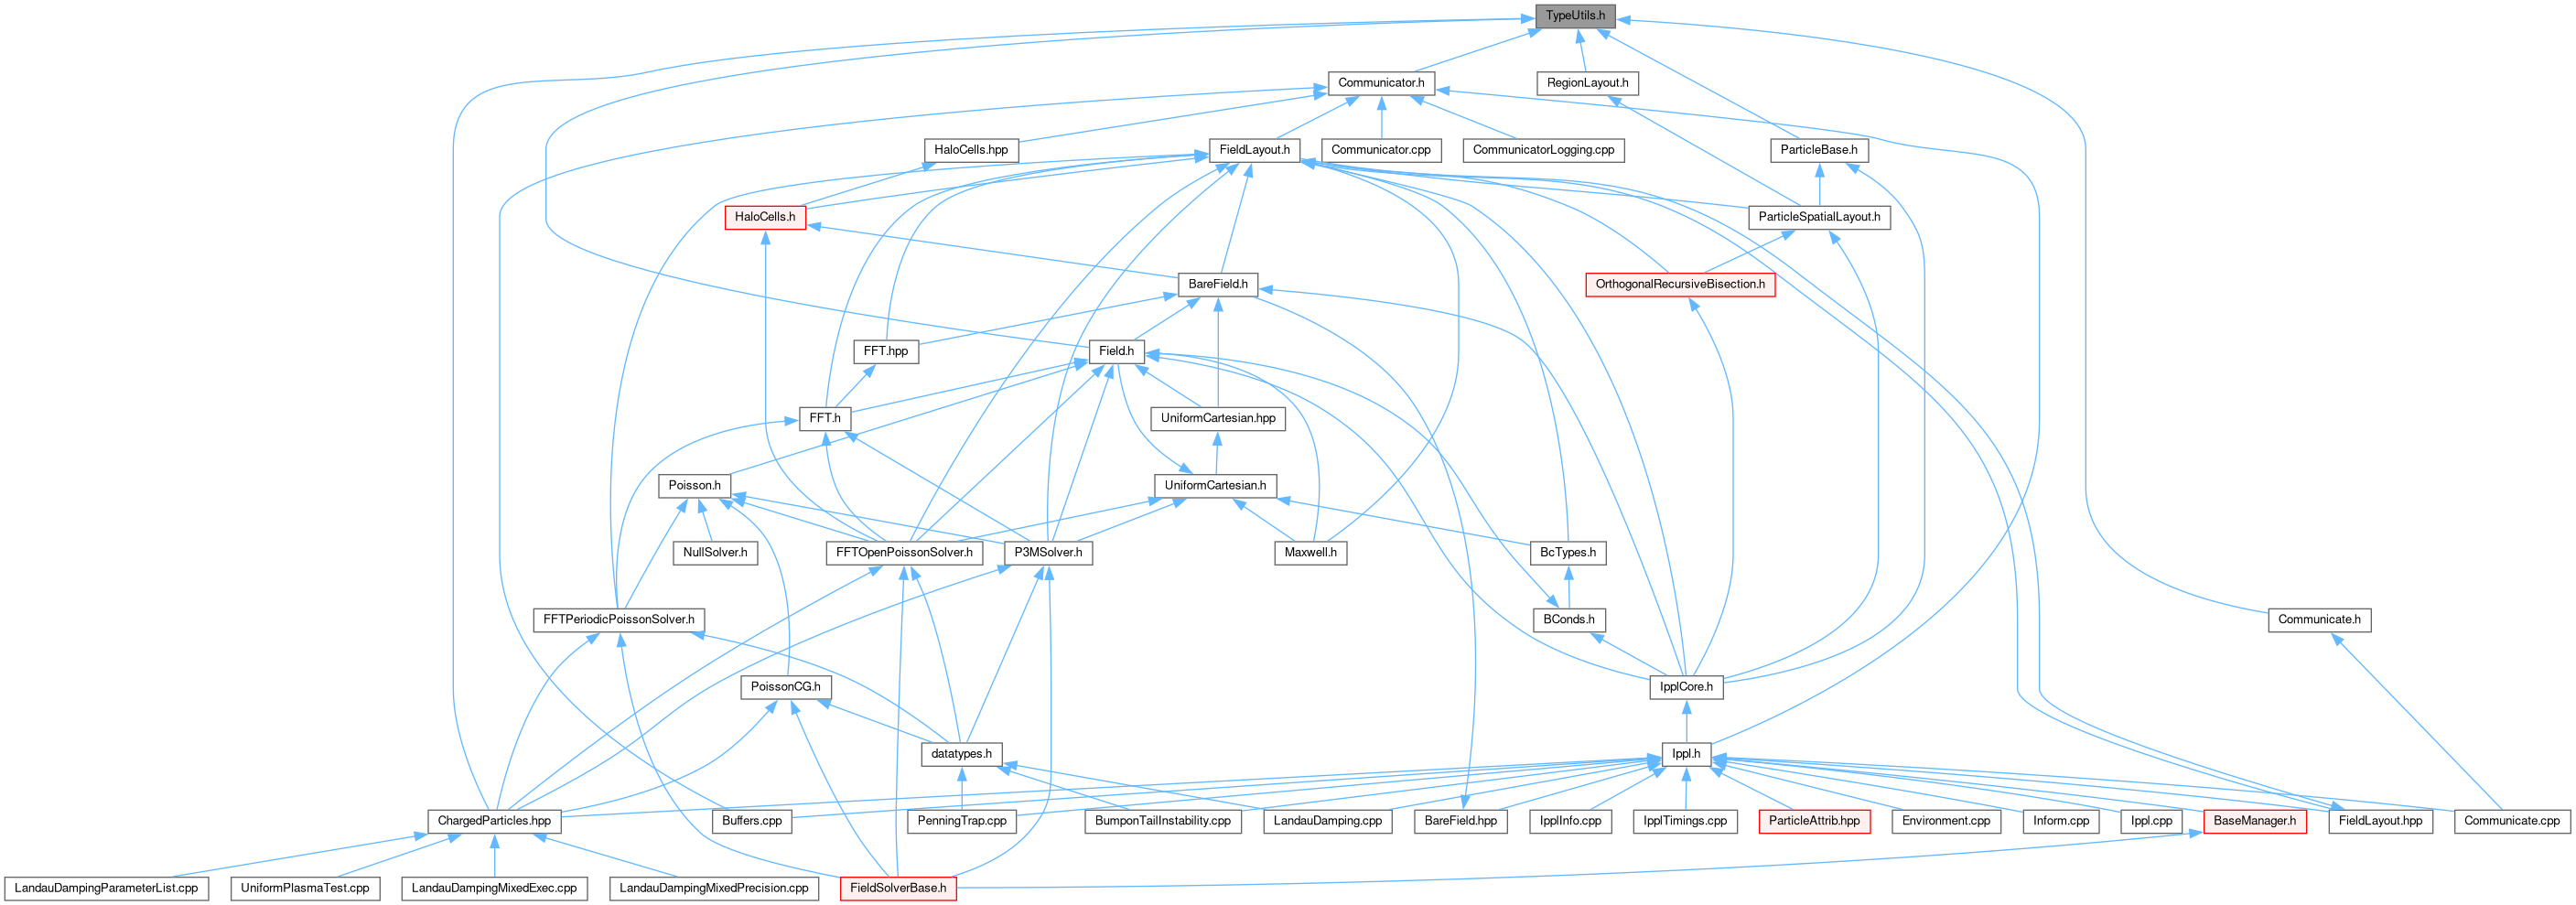 TypeUtils.h
Communicator.h
RegionLayout.h
HaloCells.hpp
FieldLayout.h
Communicator.cpp
CommunicatorLogging.cpp
ParticleBase.h
HaloCells.h
ParticleSpatialLayout.h
BareField.h
OrthogonalRecursiveBisection.h
FFT.hpp
Field.h
FFT.h
UniformCartesian.hpp
Poisson.h
UniformCartesian.h
NullSolver.h
FFTOpenPoissonSolver.h
P3MSolver.h
Maxwell.h
BcTypes.h
FFTPeriodicPoissonSolver.h
BConds.h
Communicate.h
PoissonCG.h
IpplCore.h
datatypes.h
Ippl.h
ChargedParticles.hpp
Buffers.cpp
PenningTrap.cpp
BumponTailInstability.cpp
LandauDamping.cpp
BareField.hpp
IpplInfo.cpp
IpplTimings.cpp
ParticleAttrib.hpp
Environment.cpp
Inform.cpp
Ippl.cpp
BaseManager.h
FieldLayout.hpp
Communicate.cpp
LandauDampingParameterList.cpp
UniformPlasmaTest.cpp
LandauDampingMixedExec.cpp
LandauDampingMixedPrecision.cpp
FieldSolverBase.h